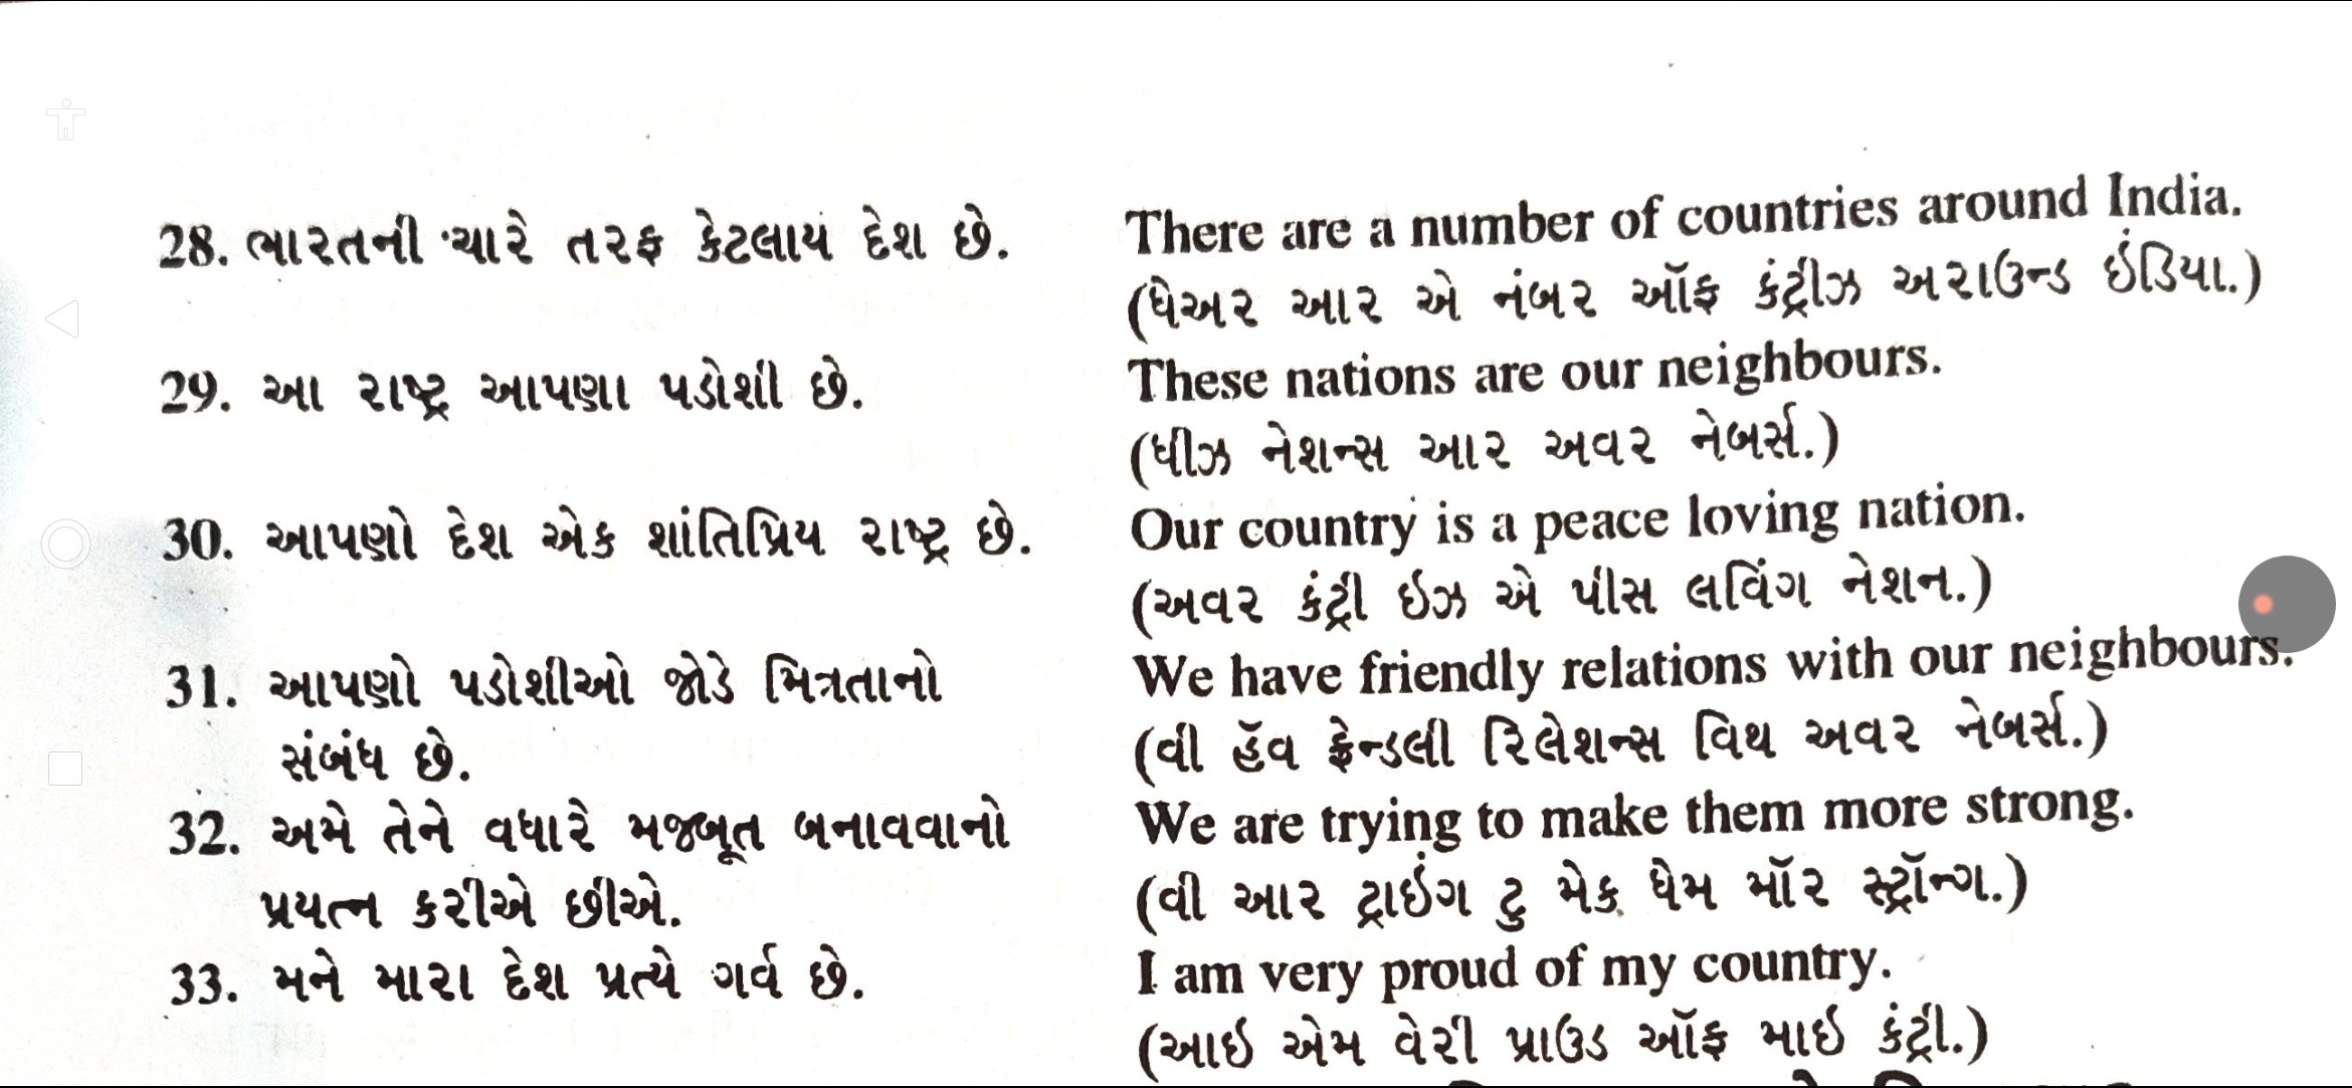 28. ભારતની ચારે તરફ કેટલાય દેશ છે.
There are a number of countries around India.
(ધેઅર આર એ નંબર ઑફ કંટ્રીઝ અરાઉન્ડ ઇંડિયા.)
29. આ રાષ્ટ્ર આપણા પડોશી છે.
These nations are our neighbours.
(ધીઝ નેશન્સ આર અવર નેબર્સ.)
30. આપણો દેશ એક શાંતિપ્રિય રાષ્ટ્ર છે.
Our country is a peace loving nation.
(અવર કંટ્રી ઇઝ એ પીસ લવિંગ નેશન.)
31. આપણો પડોશીઓ જોડે મિત્રતાનો
સંબંધ છે.
We have friendly relations with our neighbours.
(વી હૅવ ફ્રેન્ડલી રિલેશન્સ વિથ અવર નેબર્સ.)
32. અમે તેને વધારે મજબૂત બનાવવાનો
પ્રયત્ન કરીએ છીએ.
We are trying to make them more strong.
(વી આર ટ્રાઇંગ ટુ મેક ધેમ મૉર સ્ટ્રૉન્ગ.)
33. મને મારા દેશ પ્રત્યે ગર્વ છે.
I am very proud of my country.
(આઇ એમ વેરી પ્રાઉડ ઑફ માઇ કંટ્રી.)